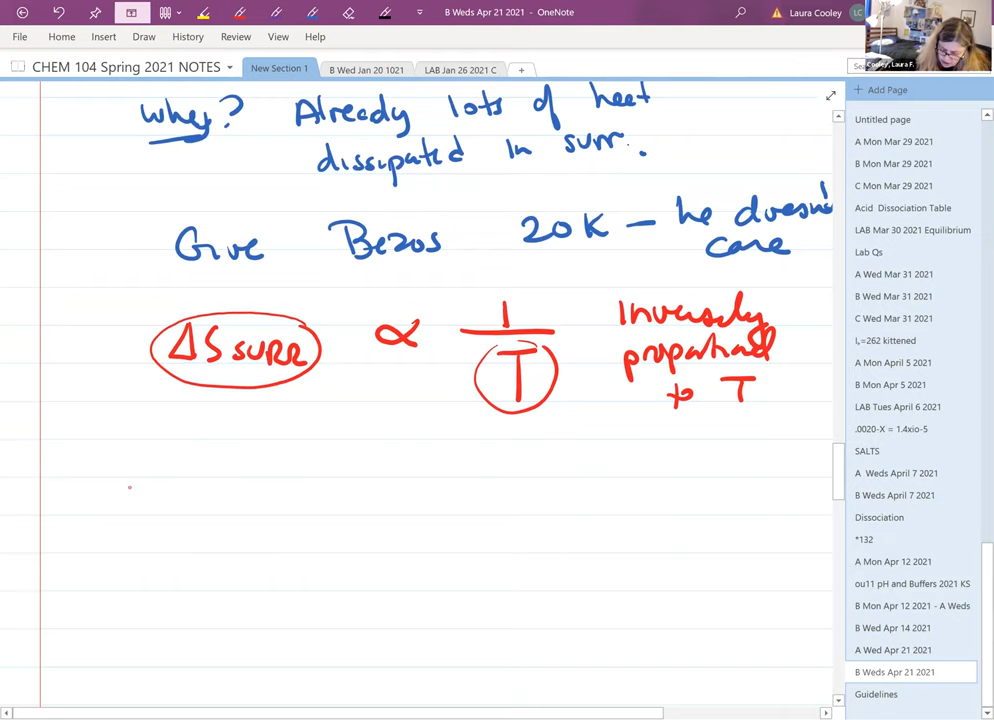 B Weds Apr 21 2021 - OneNote
Laura Cooley
LC
File Home Insert Draw History Review View Help
CHEM 104 Spring 2021 NOTES
New Section 1
B Wed Jan 20 1021
LAB Jan 26 2021 C
+
Cooley, Laura F.
Add Page
why? Already lots of heet
dissipated in surr.
Give Bezos 20K – he doesn't
care
ΔS SURR ∝ 1/T
Inversely
proportional
to T
Untitled page
A Mon Mar 29 2021
B Mon Mar 29 2021
C Mon Mar 29 2021
Acid Dissociation Table
LAB Mar 30 2021 Equilibrium
Lab Qs
A Wed Mar 31 2021
B Wed Mar 31 2021
C Wed Mar 31 2021
I,=262 kittened
A Mon April 5 2021
B Mon Apr 5 2021
LAB Tues April 6 2021
.0020-X = 1.4xio-5
SALTS
A Weds April 7 2021
B Weds April 7 2021
Dissociation
*132
A Mon Apr 12 2021
ou11 pH and Buffers 2021 KS
B Mon Apr 12 2021 - A Weds
B Wed Apr 14 2021
A Wed Apr 21 2021
B Weds Apr 21 2021
Guidelines